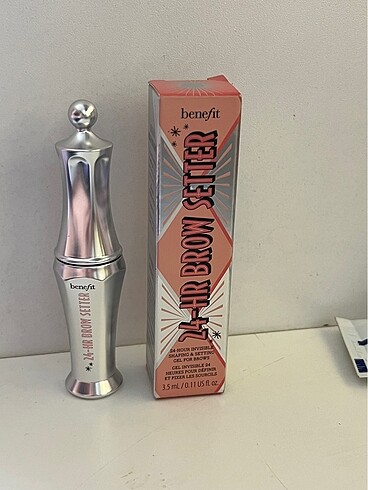 benefit
24-HR BROW SETTER
benefit
24-HR BROW SETTER
24-HOUR INVISIBLE
SHAPING & SETTING
GEL FOR BROWS
GEL INVISIBLE 24
HEURES POUR DÉFINIR
ET FIXER LES SOURCILS
3.5 mL / 0.11 US fl. oz.